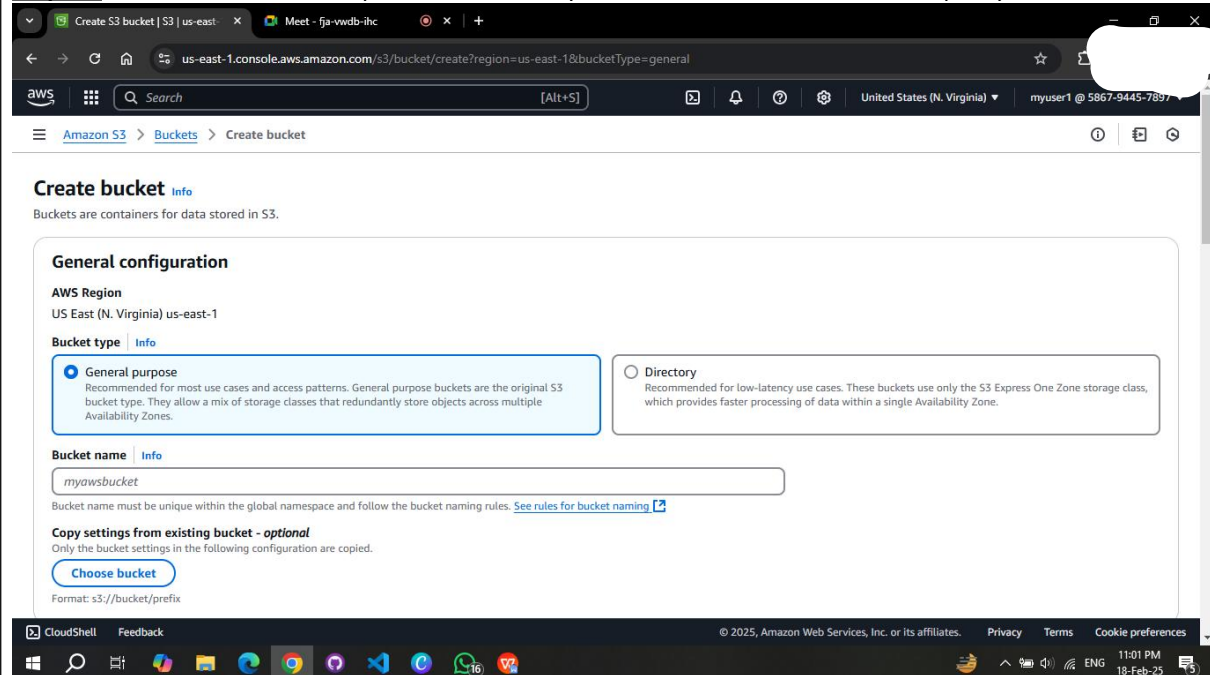 Create S3 bucket | S3 | us-east-
Meet - fja-vwdb-ihc
us-east-1.console.aws.amazon.com/s3/bucket/create?region=us-east-1&bucketType=general
aws
Search
[Alt+S]
United States (N. Virginia)
myuser1 @ 5867-9445-7897
Amazon S3 > Buckets > Create bucket
Create bucket Info
Buckets are containers for data stored in S3.
General configuration
AWS Region
US East (N. Virginia) us-east-1
Bucket type Info
General purpose
Recommended for most use cases and access patterns. General purpose buckets are the original S3
bucket type. They allow a mix of storage classes that redundantly store objects across multiple
Availability Zones.
Directory
Recommended for low-latency use cases. These buckets use only the S3 Express One Zone storage class,
which provides faster processing of data within a single Availability Zone.
Bucket name Info
myawsbucket
Bucket name must be unique within the global namespace and follow the bucket naming rules. See rules for bucket naming
Copy settings from existing bucket - optional
Only the bucket settings in the following configuration are copied.
Choose bucket
Format: s3://bucket/prefix
CloudShell Feedback
© 2025, Amazon Web Services, Inc. or its affiliates. Privacy Terms Cookie preferences
16
ENG
11:01 PM
18-Feb-25
5